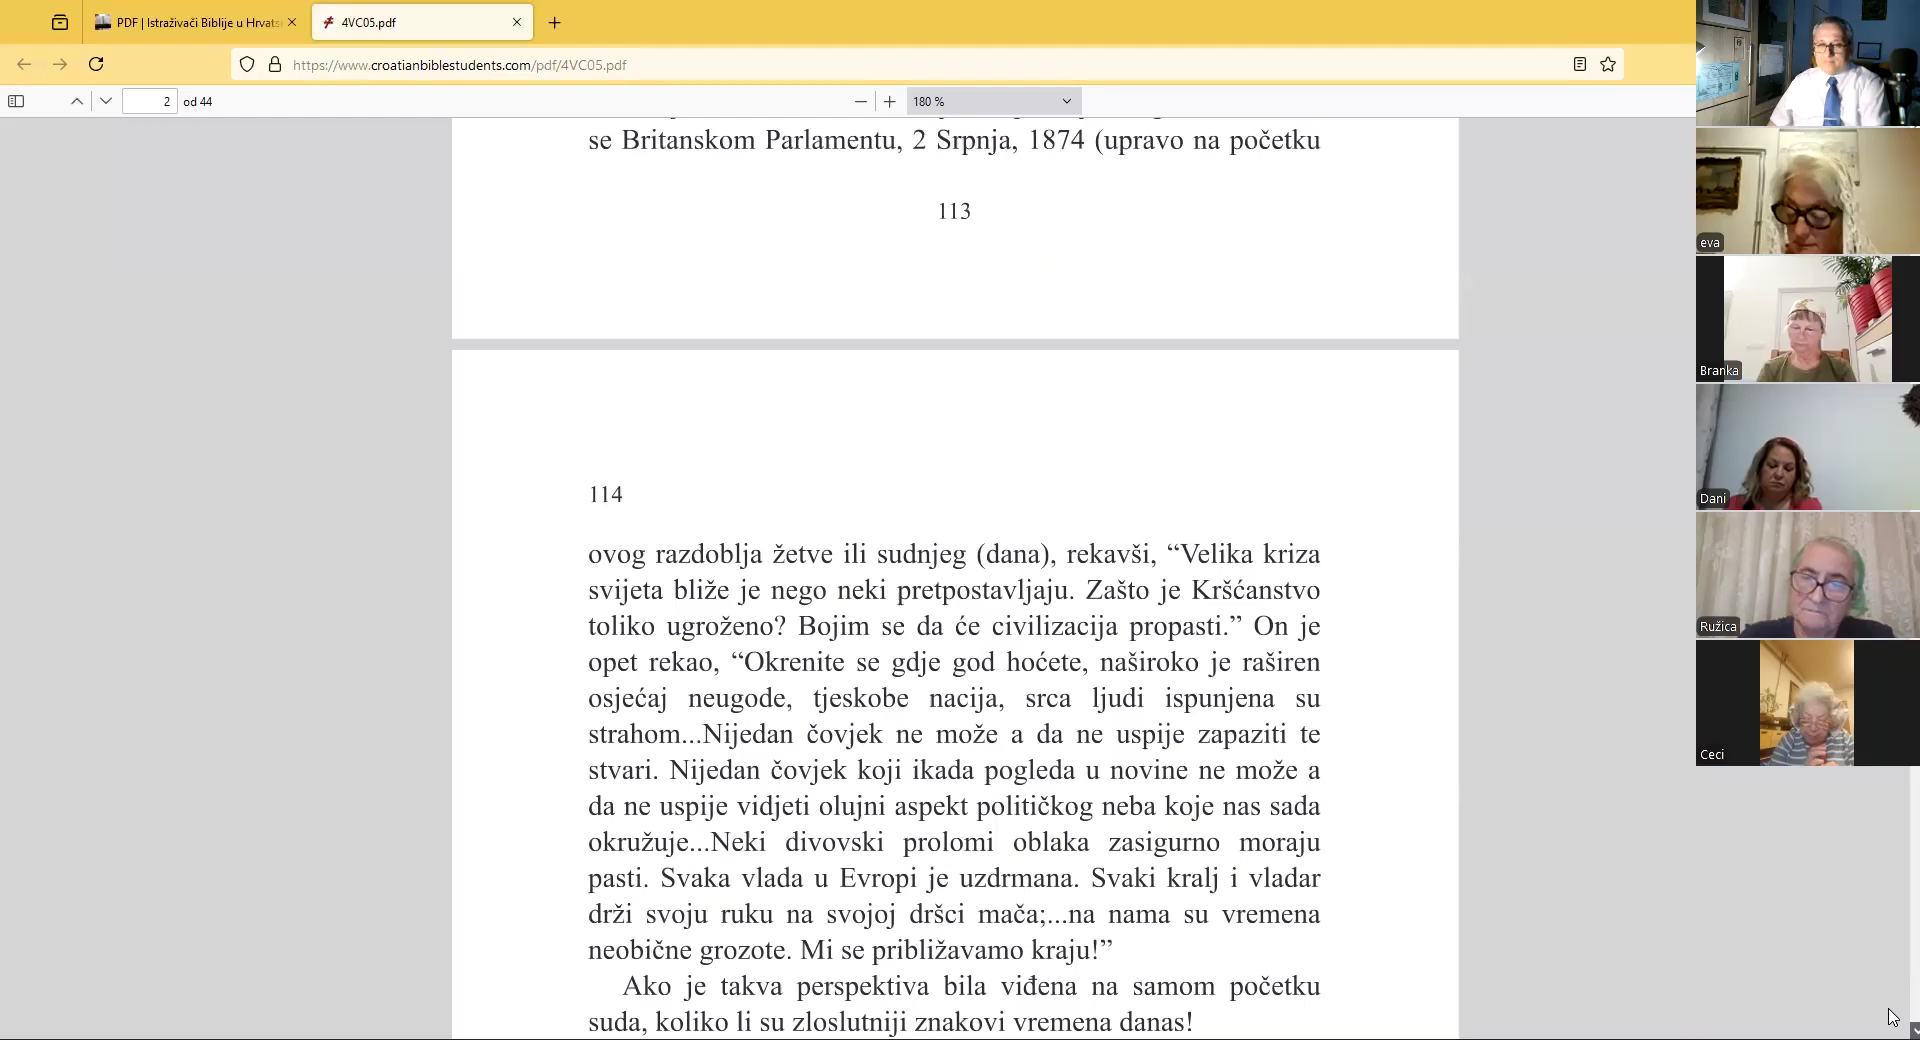 PDF | Istraživači Biblije u Hrvats
4VC05.pdf
https://www.croatianbiblestudents.com/pdf/4VC05.pdf
2 od 44
180 %
se Britanskom Parlamentu, 2 Srpnja, 1874 (upravo na početku
113
114
ovog razdoblja žetve ili sudnjeg (dana), rekavši, “Velika kriza
svijeta bliže je nego neki pretpostavljaju. Zašto je Kršćanstvo
toliko ugroženo? Bojim se da će civilizacija propasti.” On je
opet rekao, “Okrenite se gdje god hoćete, naširoko je raširen
osjećaj neugode, tjeskobe nacija, srca ljudi ispunjena su
strahom...Nijedan čovjek ne može a da ne uspije zapaziti te
stvari. Nijedan čovjek koji ikada pogleda u novine ne može a
da ne uspije vidjeti olujni aspekt političkog neba koje nas sada
okružuje...Neki divovski prolomi oblaka zasigurno moraju
pasti. Svaka vlada u Evropi je uzdrmana. Svaki kralj i vladar
drži svoju ruku na svojoj dršci mača;...na nama su vremena
neobične grozote. Mi se približavamo kraju!”
Ako je takva perspektiva bila viđena na samom početku
suda, koliko li su zloslutniji znakovi vremena danas!
eva
Branka
Dani
Ružica
Ceci